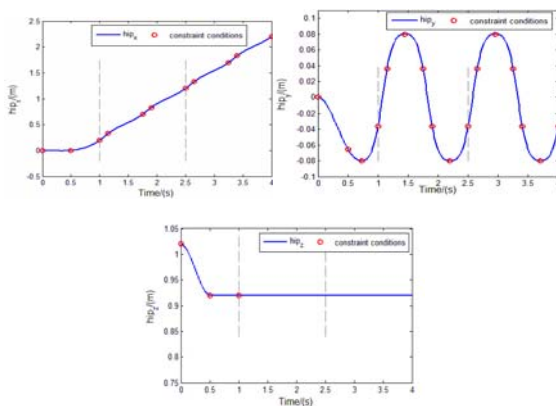 2.5
2
1.5
1
0.5
0
-0.5
hip_x/(m)
hip_x
constraint conditions
0 0.5 1 1.5 2 2.5 3 3.5 4
Time/(s)
0.1
0.08
0.06
0.04
0.02
0
-0.02
-0.04
-0.06
-0.08
-0.1
hip_y/(m)
hip_y
constraint conditions
0 0.5 1 1.5 2 2.5 3 3.5
Time/(s)
1.05
1
0.95
0.9
0.85
0.8
0.75
hip_z/(m)
hip_z
constraint conditions
0 0.5 1 1.5 2 2.5 3 3.5 4
Time/(s)